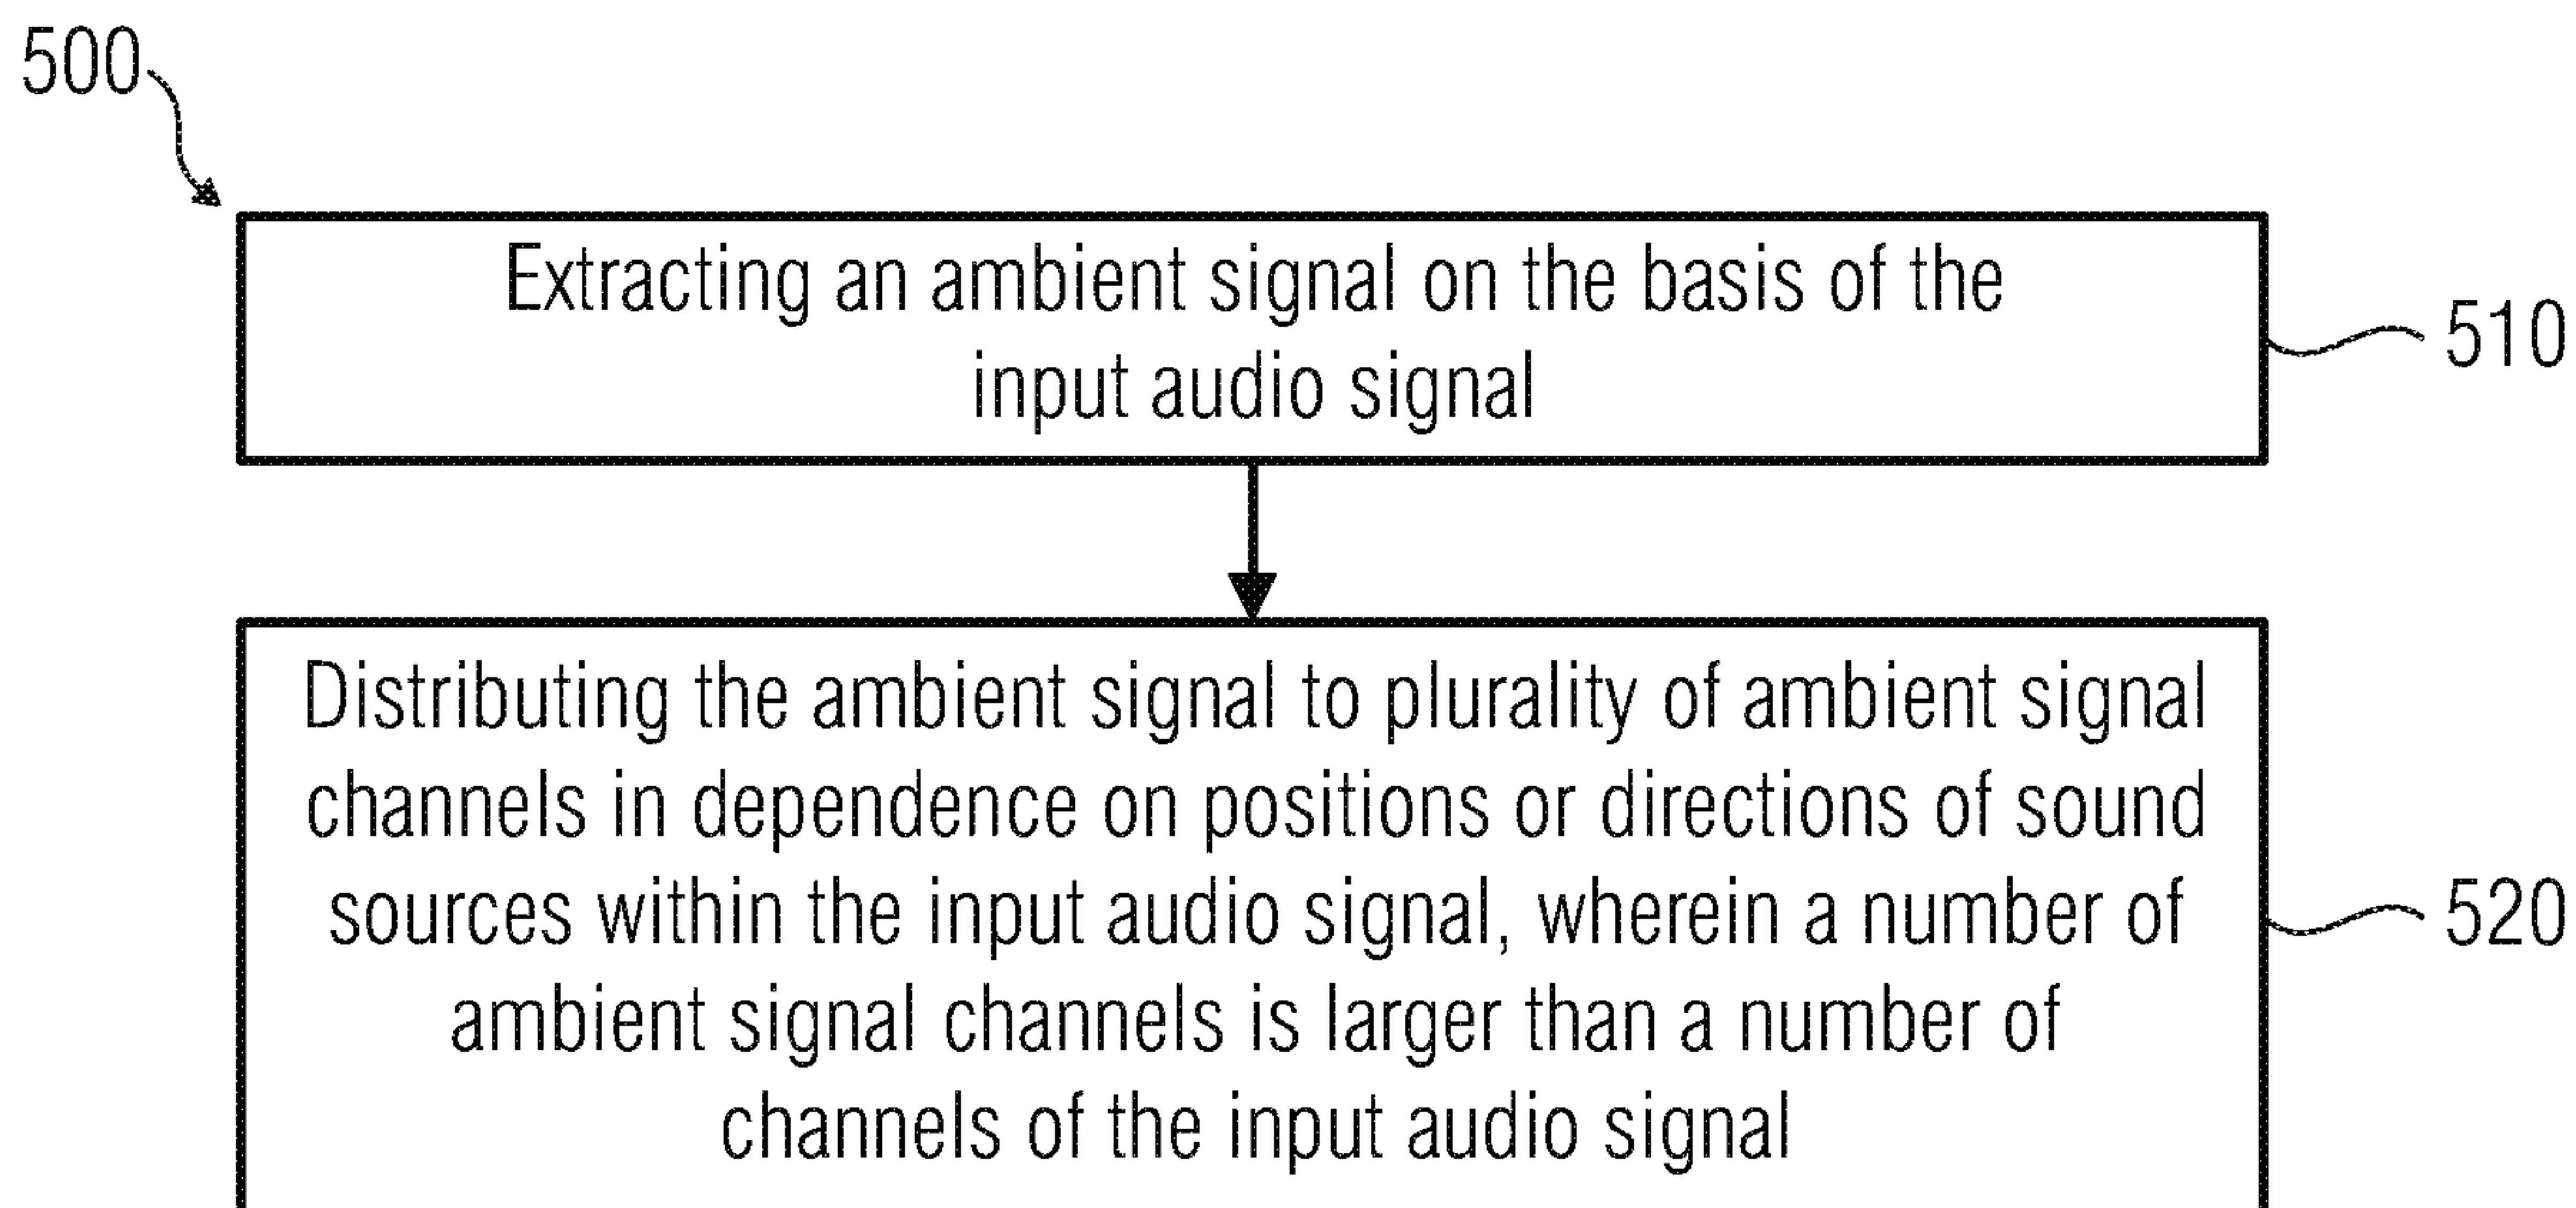 500
Extracting an ambient signal on the basis of the
input audio signal
510
Distributing the ambient signal to plurality of ambient signal
channels in dependence on positions or directions of sound
sources within the input audio signal, wherein a number of
520
ambient signal channels is larger than a number of
channels of the input audio signal